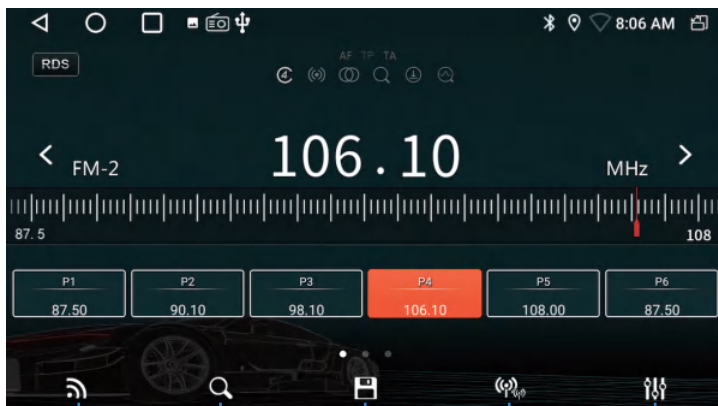 8:06 AM
RDS
AF TP TA
FM-2
106.10
MHz
87.5
108
P1
P2
P3
P4
P5
P6
87.50
90.10
98.10
106.10
108.00
87.50